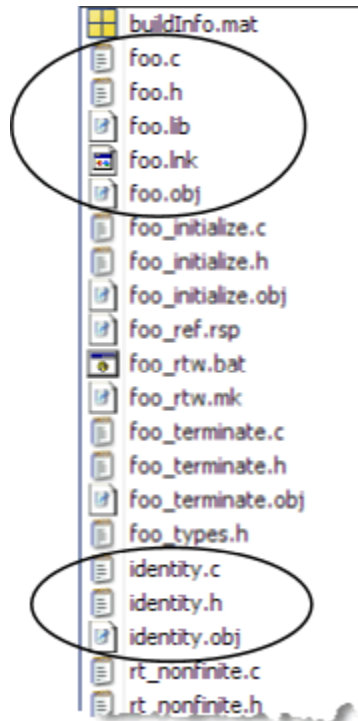 buildInfo.mat
foo.c
foo.h
foo.lib
foo.lnk
foo.obj
foo_initialize.c
foo_initialize.h
foo_initialize.obj
foo_ref.rsp
foo_rtw.bat
foo_rtw.mk
foo_terminate.c
foo_terminate.h
foo_terminate.obj
foo_types.h
identity.c
identity.h
identity.obj
rt_nonfinite.c
rt_nonfinite.h